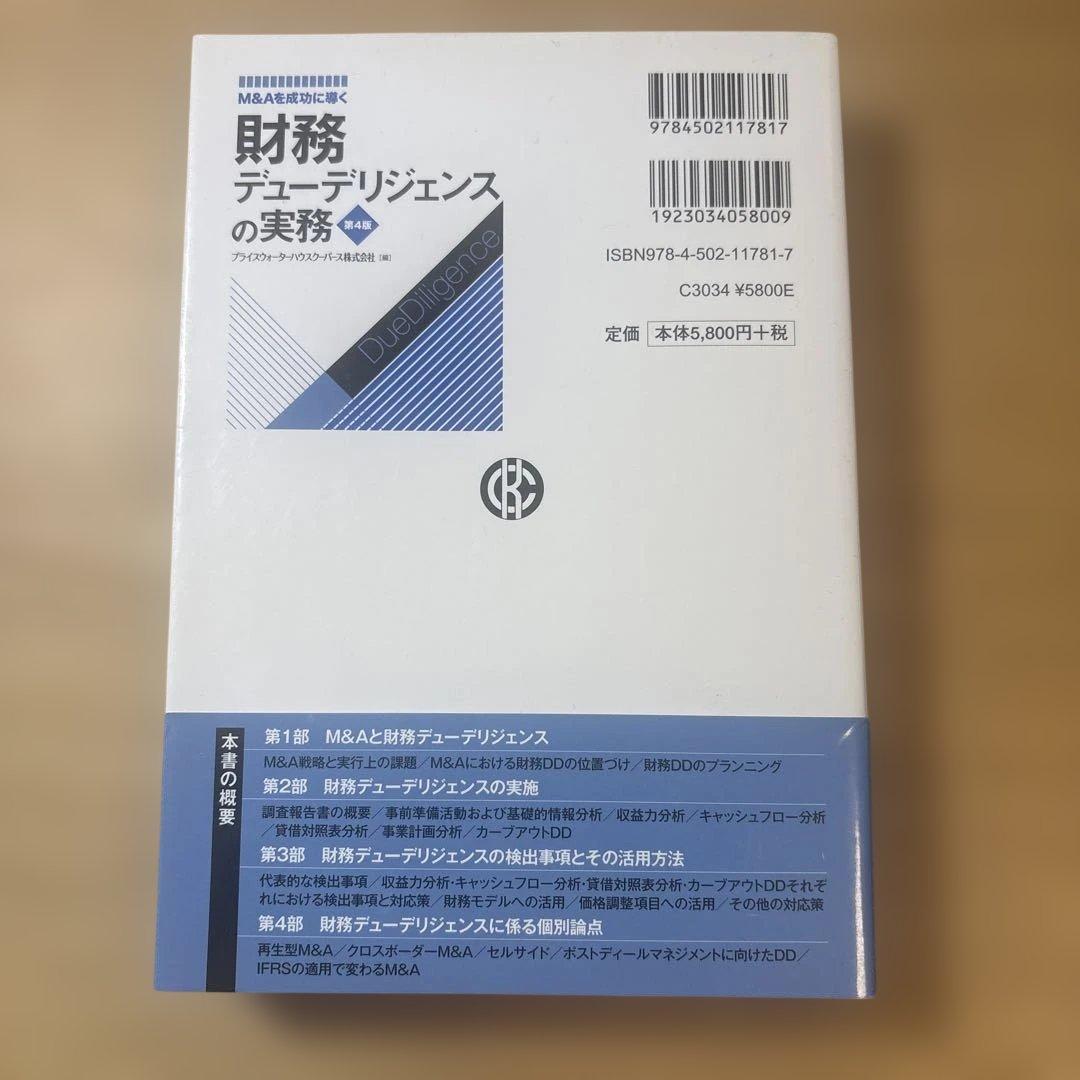 M&Aを成功に導く
財務
デューデリジェンス
の実務 第4版
プライスウォーターハウスクーパース株式会社 [編]
DueDiligence
9784502117817
1923034058009
ISBN978-4-502-11781-7
C3034 ¥5800E
定価 本体5,800円+税
本書の概要
第1部 M&Aと財務デューデリジェンス
M&A戦略と実行上の課題/M&Aにおける財務DDの位置づけ/財務DDのプランニング
第2部 財務デューデリジェンスの実施
調査報告書の概要/事前準備活動および基礎的情報分析/収益力分析/キャッシュフロー分析
/貸借対照表分析/事業計画分析/カーブアウトDD
第3部 財務デューデリジェンスの検出事項とその活用方法
代表的な検出事項/収益力分析・キャッシュフロー分析・貸借対照表分析・カーブアウトDDそれぞ
れにおける検出事項と対応策/財務モデルへの活用/価格調整項目への活用/その他の対応策
第4部 財務デューデリジェンスに係る個別論点
再生型M&A/クロスボーダーM&A/セルサイド/ポストディールマネジメントに向けたDD/
IFRSの適用で変わるM&A